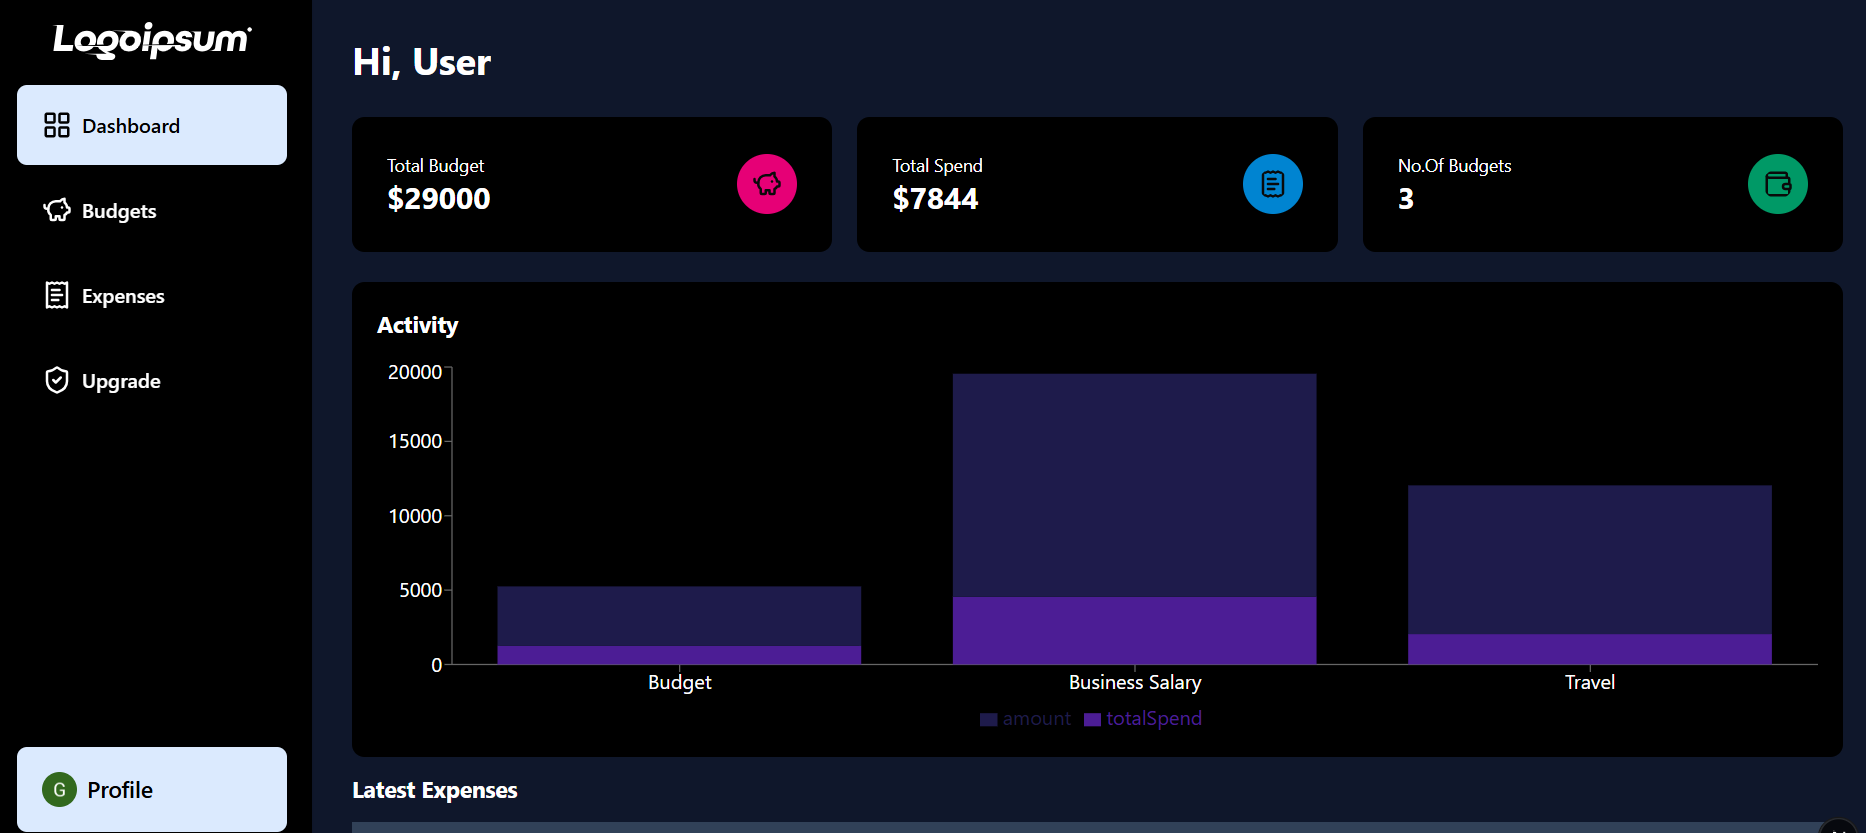 Logoipsum
Dashboard
Budgets
Expenses
Upgrade
G Profile
Hi, User
Total Budget
$29000
Total Spend
$7844
No.Of Budgets
3
Activity
20000
15000
10000
5000
0
Budget Business Salary Travel
amount totalSpend
Latest Expenses